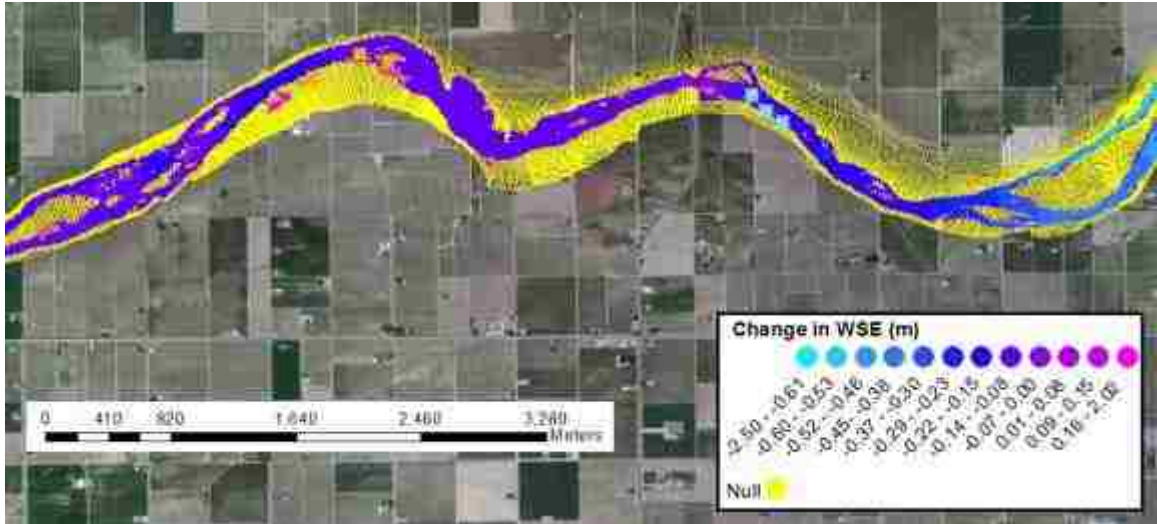 Change in WSE (m)
-2.50 - -0.61
-0.60 - -0.53
-0.52 - -0.46
-0.45 - -0.38
-0.37 - -0.30
-0.29 - -0.23
-0.22 - -0.15
-0.14 - -0.08
-0.07 - -0.00
0.01 - 0.08
0.09 - 0.15
0.16 - 2.02
Null
0 410 820 1,640 2,460 3,280
Meters